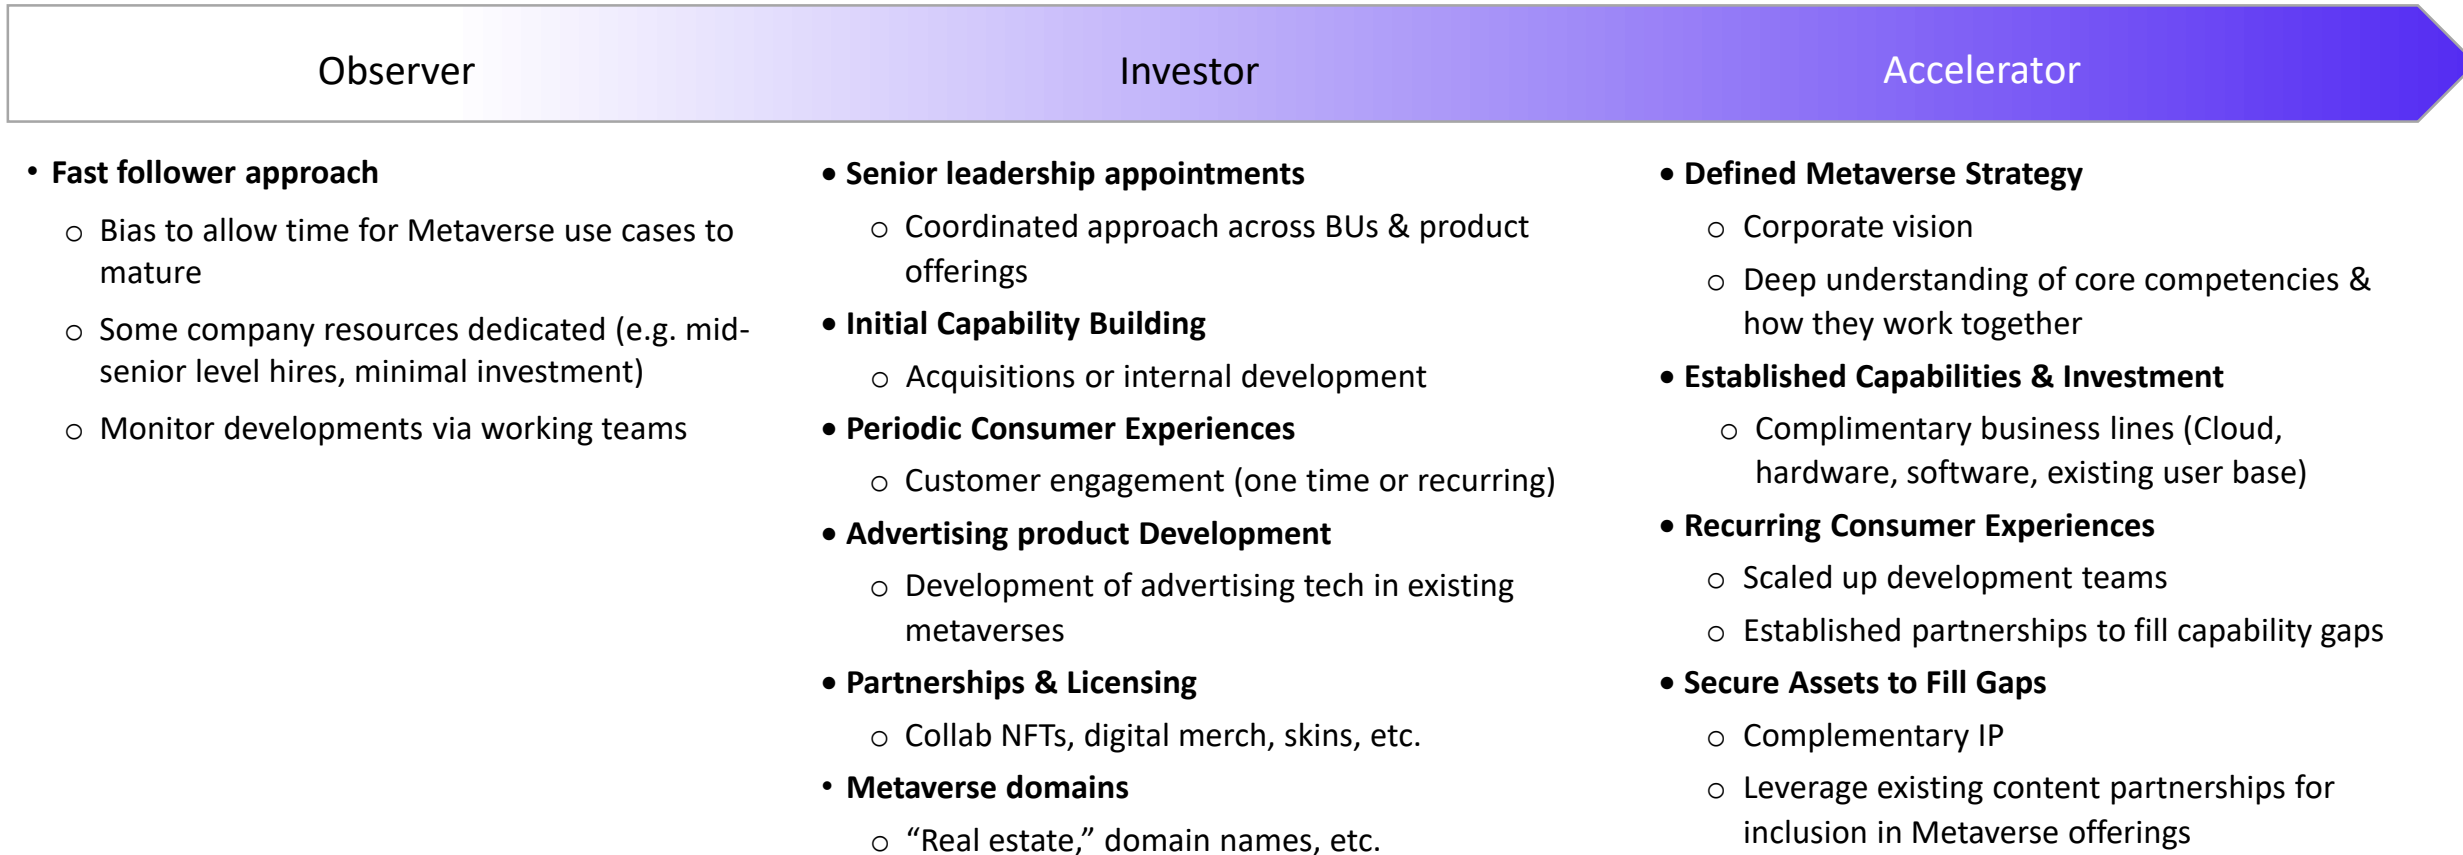 Observer
Investor
Accelerator
• Fast follower approach
o Bias to allow time for Metaverse use cases to
mature
o Some company resources dedicated (e.g. mid-
senior level hires, minimal investment)
o Monitor developments via working teams
• Senior leadership appointments
o Coordinated approach across BUs & product
offerings
• Initial Capability Building
o Acquisitions or internal development
• Periodic Consumer Experiences
o Customer engagement (one time or recurring)
• Advertising product Development
o Development of advertising tech in existing
metaverses
• Partnerships & Licensing
o Collab NFTs, digital merch, skins, etc.
• Metaverse domains
o “Real estate,” domain names, etc.
• Defined Metaverse Strategy
o Corporate vision
o Deep understanding of core competencies &
how they work together
• Established Capabilities & Investment
o Complimentary business lines (Cloud,
hardware, software, existing user base)
• Recurring Consumer Experiences
o Scaled up development teams
o Established partnerships to fill capability gaps
• Secure Assets to Fill Gaps
o Complementary IP
o Leverage existing content partnerships for
inclusion in Metaverse offerings